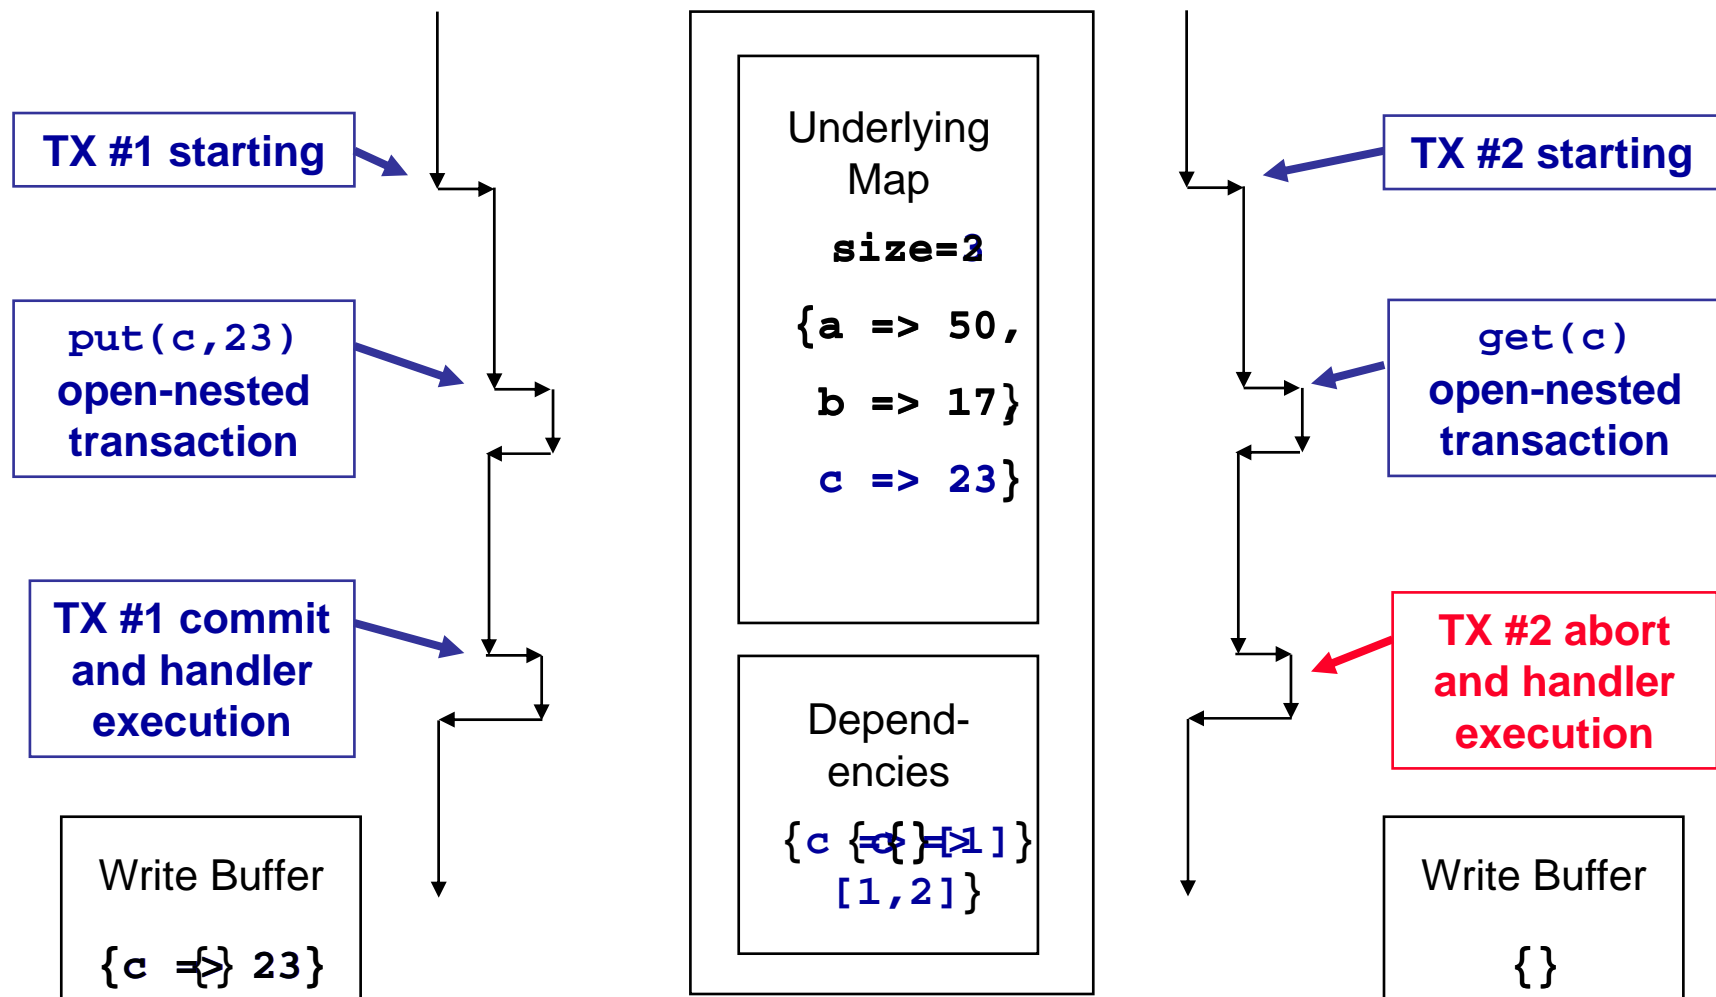 TX #1 starting
put(c,23)
open-nested
transaction
TX #1 commit
and handler
execution
Write Buffer
{c => 23}
Underlying
Map
size=
{a => 50,
b => 17
c => 23}
Depend-
encies
{c
[1,2]}
TX #2 starting
get(c)
open-nested
transaction
TX #2 abort
and handler
execution
Write Buffer
{}